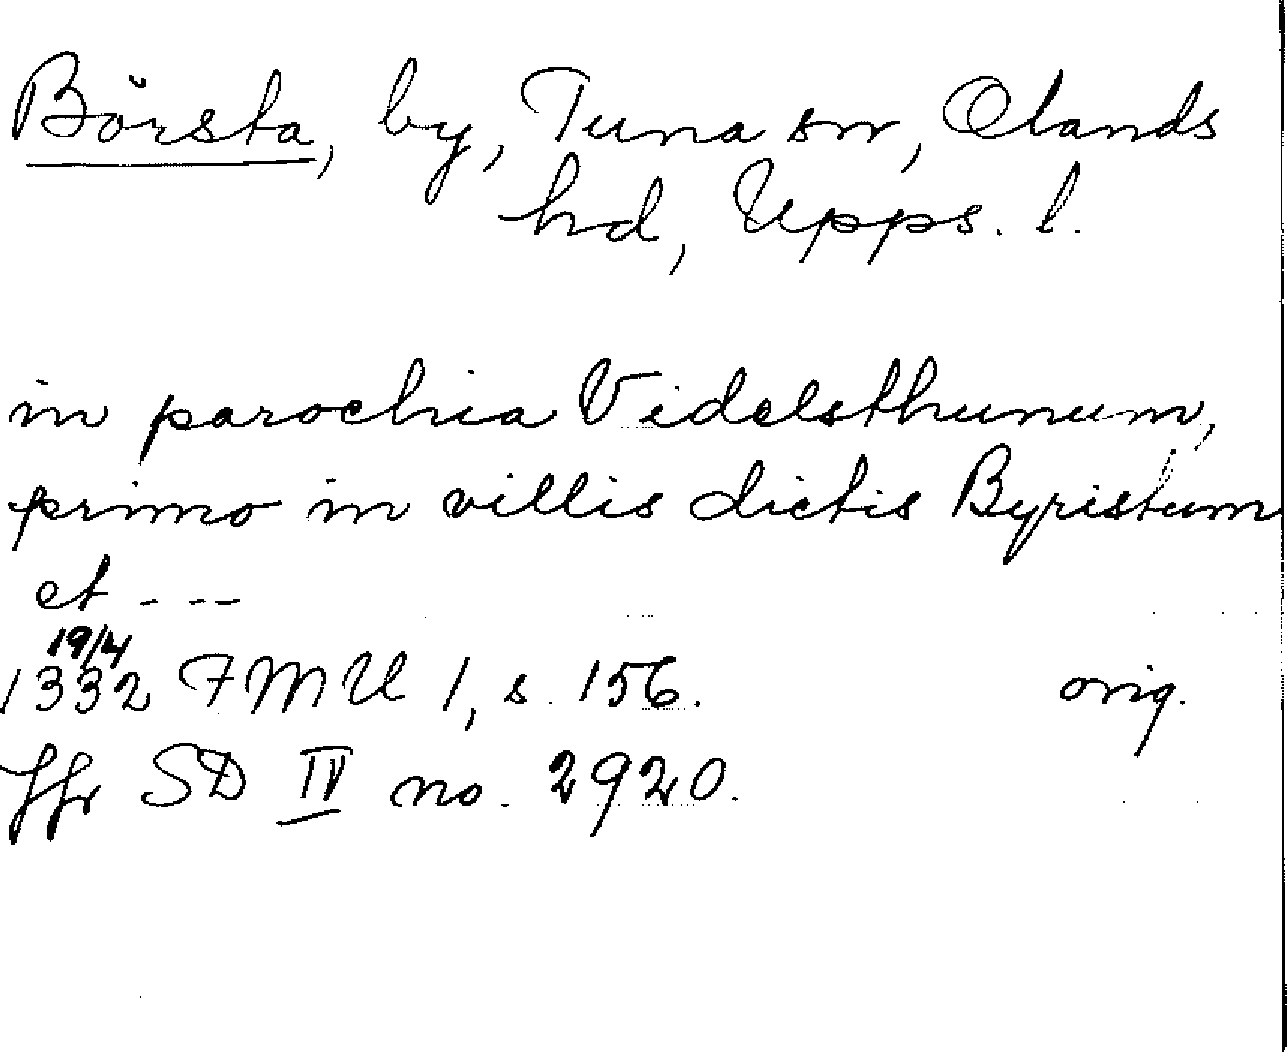 Börsta, by, Tuna sn, Olands
hd, Upps. l.
in parochia Videlsthunum,
primo in villis dictis Byristum
et - - -
19/4
1332 FMU 1, s. 156. orig.
Jfr SD IV no. 2920.